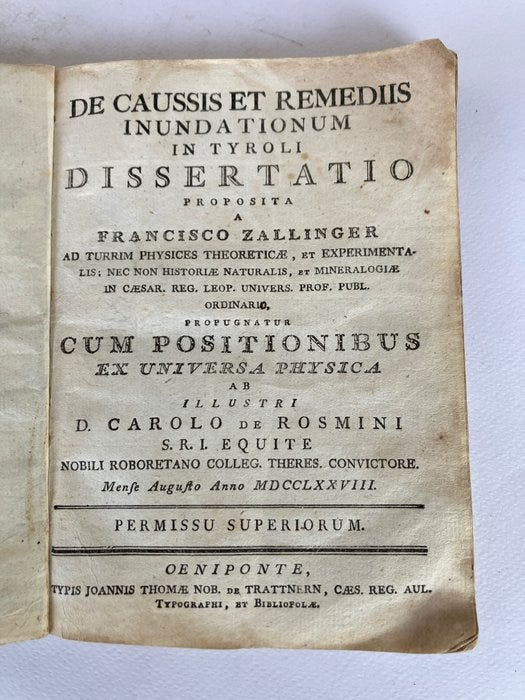 DE CAUSSIS ET REMEDIIS
INUNDATIONUM
IN TYROLI
DISSERTATIO
PROPOSITA
A
FRANCISCO ZALLINGER
AD TURRIM PHYSICES THEORETICÆ, ET EXPERIMENTA-
LIS; NEC NON HISTORIÆ NATURALIS, ET MINERALOGIÆ
IN CÆSAR. REG. LEOP. UNIVERS. PROF. PUBL.
ORDINARIO,
PROPUGNATUR
CUM POSITIONIBUS
EX UNIVERSA PHYSICA
AB
ILLUSTRI
D. CAROLO DE ROSMINI
S. R. I. EQUITE
NOBILI ROBORETANO COLLEG. THERES. CONVICTORE.
Menſe Auguſto Anno MDCCLXXVIII.
PERMISSU SUPERIORUM.
OENIPONTE,
TYPIS JOANNIS THOMÆ NOB. DE TRATTNERN, CÆS. REG. AUL.
TYPOGRAPHI, ET BIBLIOPOLÆ.